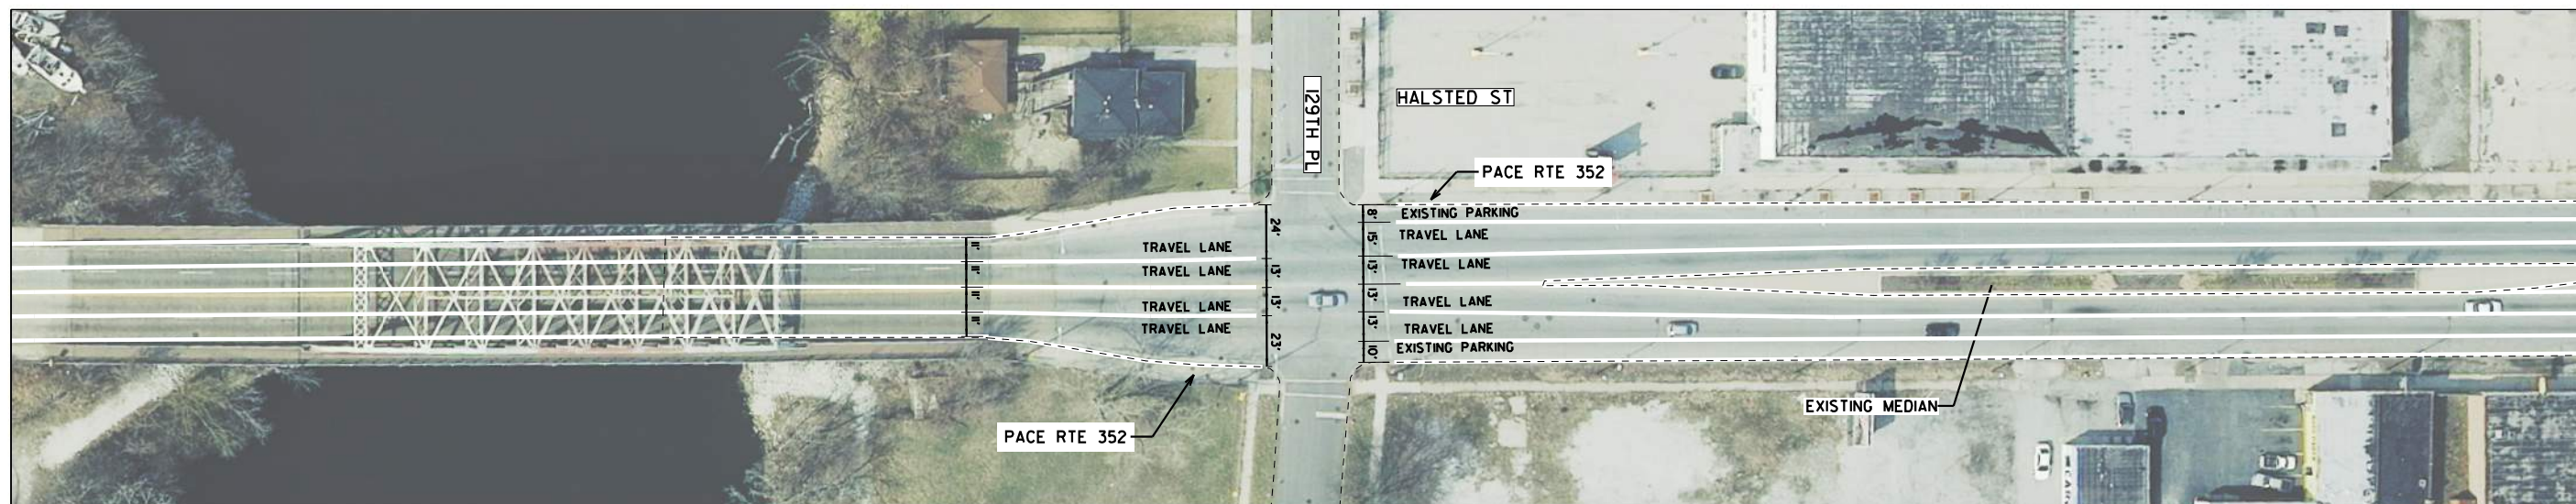 129TH PL
HALSTED ST
PACE RTE 352
EXISTING PARKING
TRAVEL LANE
TRAVEL LANE
TRAVEL LANE
TRAVEL LANE
EXISTING PARKING
8'
15'
13'
13'
13'
10'
TRAVEL LANE
TRAVEL LANE
TRAVEL LANE
TRAVEL LANE
24'
13'
13'
23'
11'
11'
11'
11'
EXISTING MEDIAN
PACE RTE 352